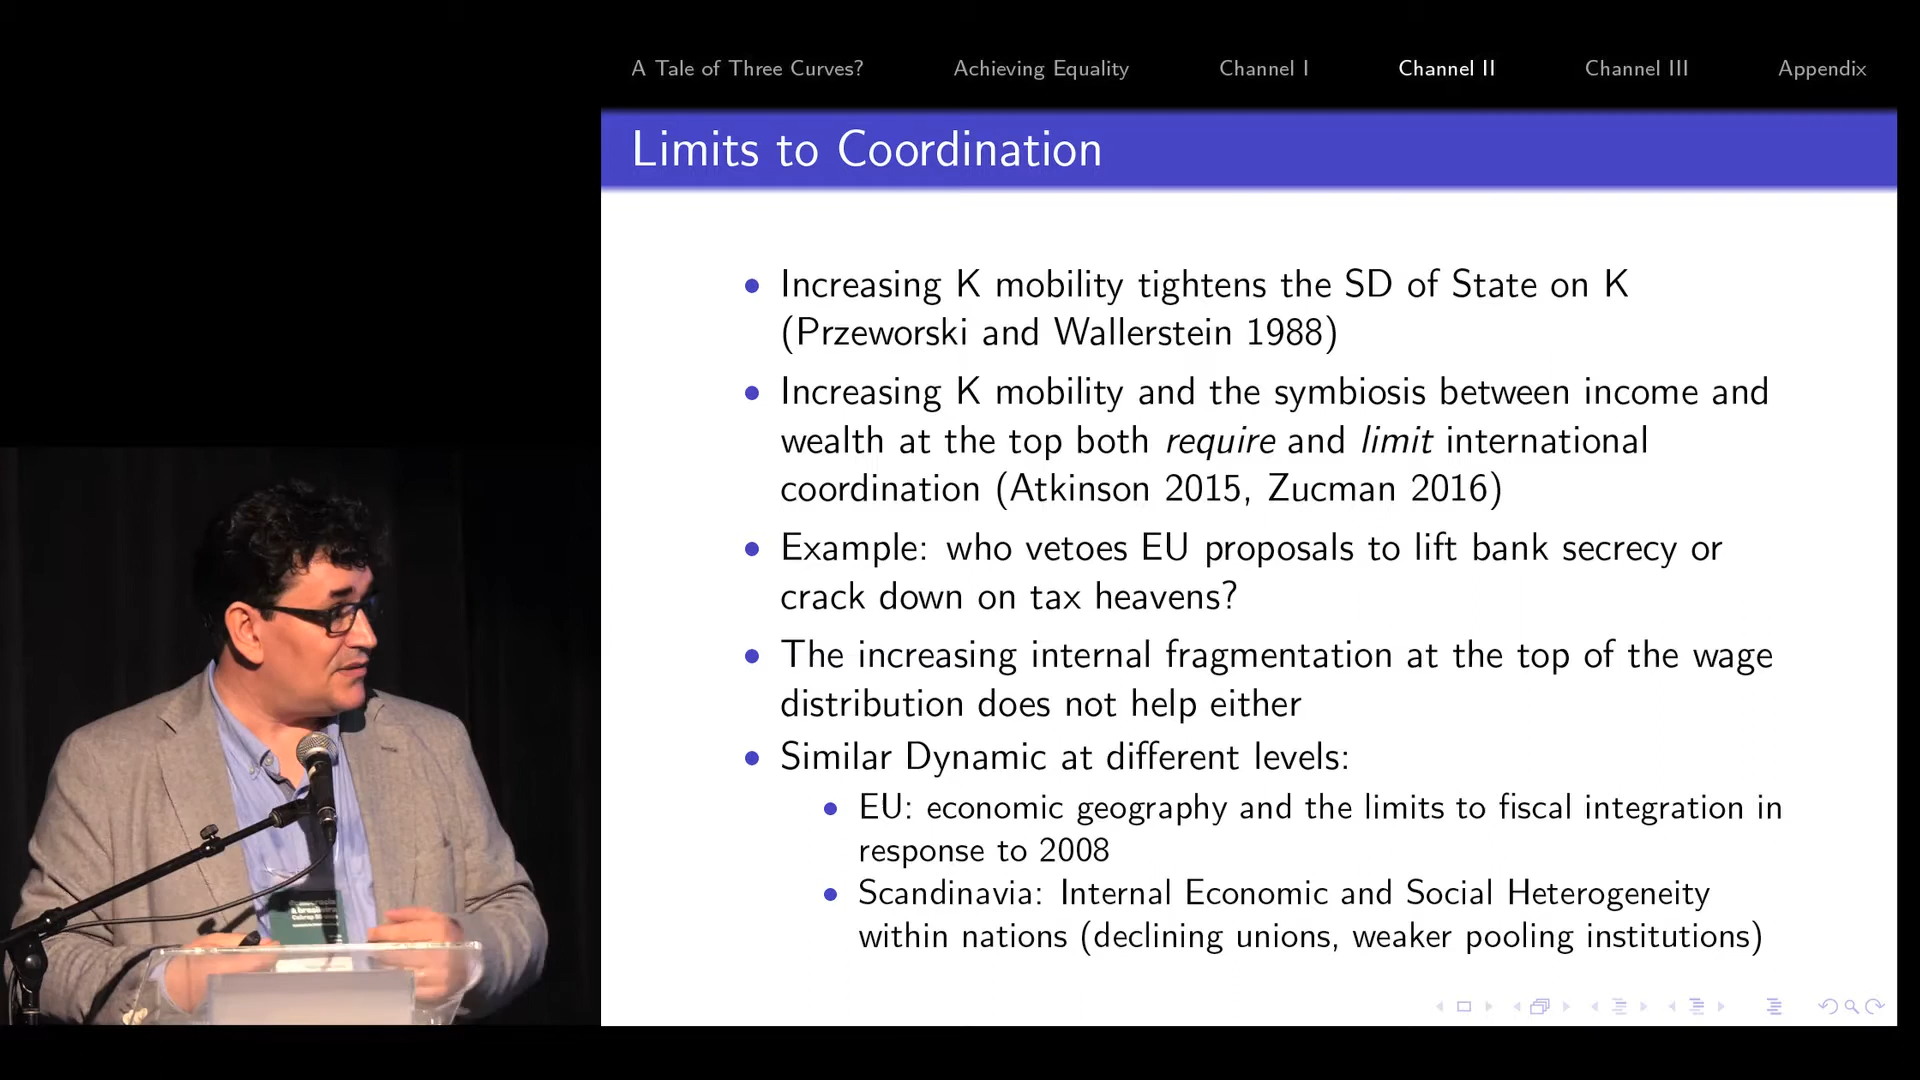 A Tale of Three Curves? Achieving Equality Channel I Channel II Channel III Appendix
Limits to Coordination
• Increasing K mobility tightens the SD of State on K
(Przeworski and Wallerstein 1988)
• Increasing K mobility and the symbiosis between income and
wealth at the top both require and limit international
coordination (Atkinson 2015, Zucman 2016)
• Example: who vetoes EU proposals to lift bank secrecy or
crack down on tax heavens?
• The increasing internal fragmentation at the top of the wage
distribution does not help either
• Similar Dynamic at different levels:
• EU: economic geography and the limits to fiscal integration in
response to 2008
• Scandinavia: Internal Economic and Social Heterogeneity
within nations (declining unions, weaker pooling institutions)